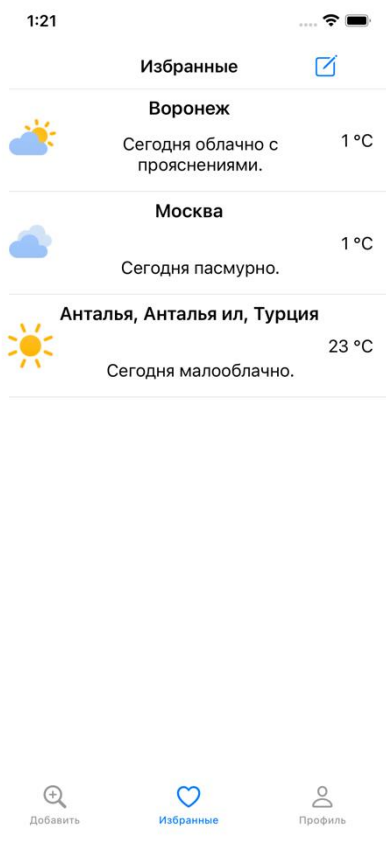 1:21
Избранные
Воронеж
Сегодня облачно с
прояснениями.
1 °C
Москва
1 °C
Сегодня пасмурно.
Анталья, Анталья ил, Турция
23 °C
Сегодня малооблачно.
Добавить
Избранные
Профиль